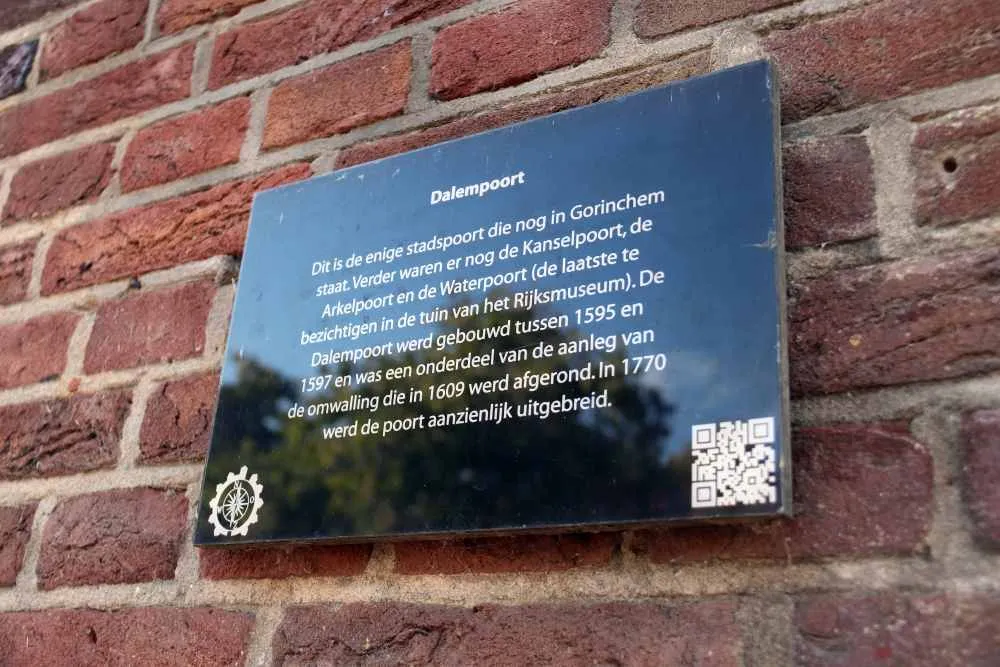 Dalempoort
Dit is de enige stadspoort die nog in Gorinchem
staat. Verder waren er nog de Kanselpoort, de
Arkelpoort en de Waterpoort (de laatste te
bezichtigen in de tuin van het Rijksmuseum). De
Dalempoort werd gebouwd tussen 1595 en
1597 en was een onderdeel van de aanleg van
de omwalling die in 1609 werd afgerond. In 1770
werd de poort aanzienlijk uitgebreid.